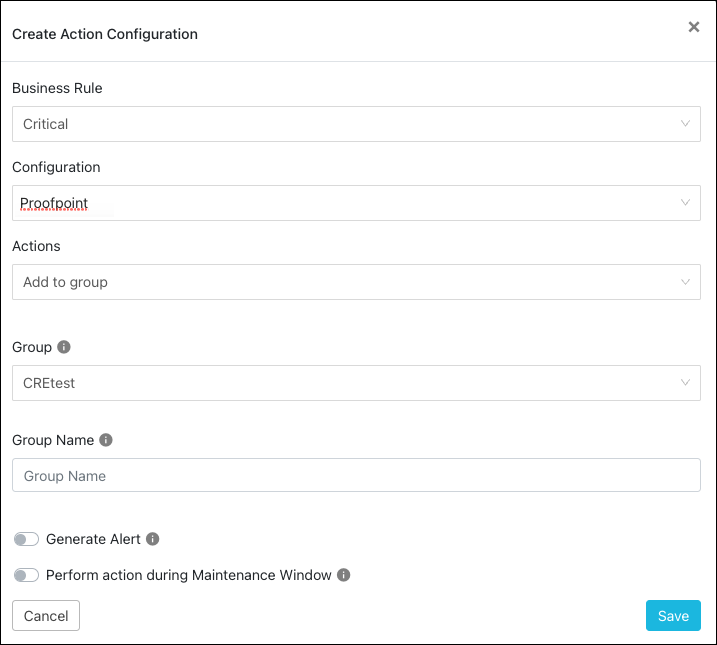 Create Action Configuration
Business Rule
Critical
Configuration
Proofpoint
Actions
Add to group
Group
CREtest
Group Name
Group Name
Generate Alert
Perform action during Maintenance Window
Cancel
Save